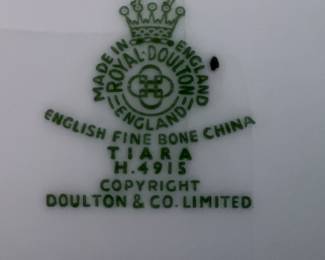 MADE IN ENGLAND
ROYAL·DOULTON
ENGLAND
ENGLISH FINE BONE CHINA
TIARA
H.4915
COPYRIGHT
DOULTON & CO. LIMITED